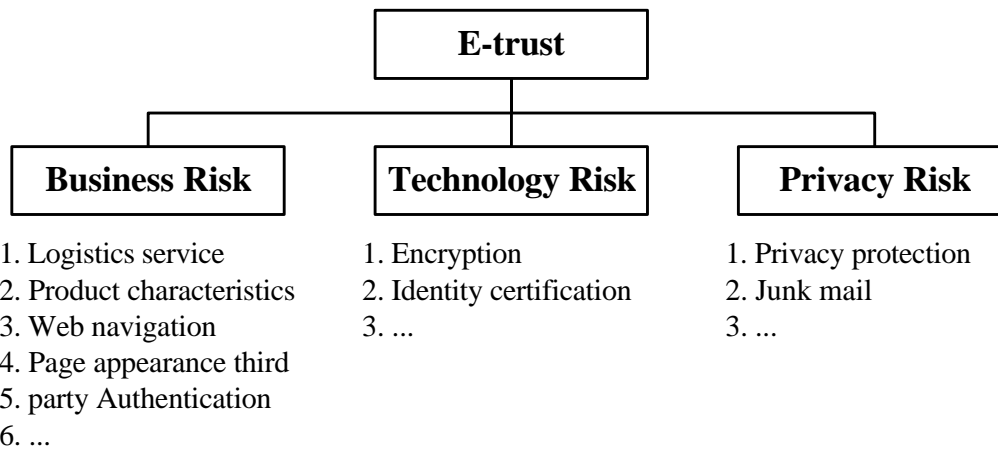 E-trust
Business Risk
Technology Risk
Privacy Risk
1. Logistics service
2. Product characteristics
3. Web navigation
4. Page appearance third
5. party Authentication
6. ...
1. Encryption
2. Identity certification
3. ...
1. Privacy protection
2. Junk mail
3. ...